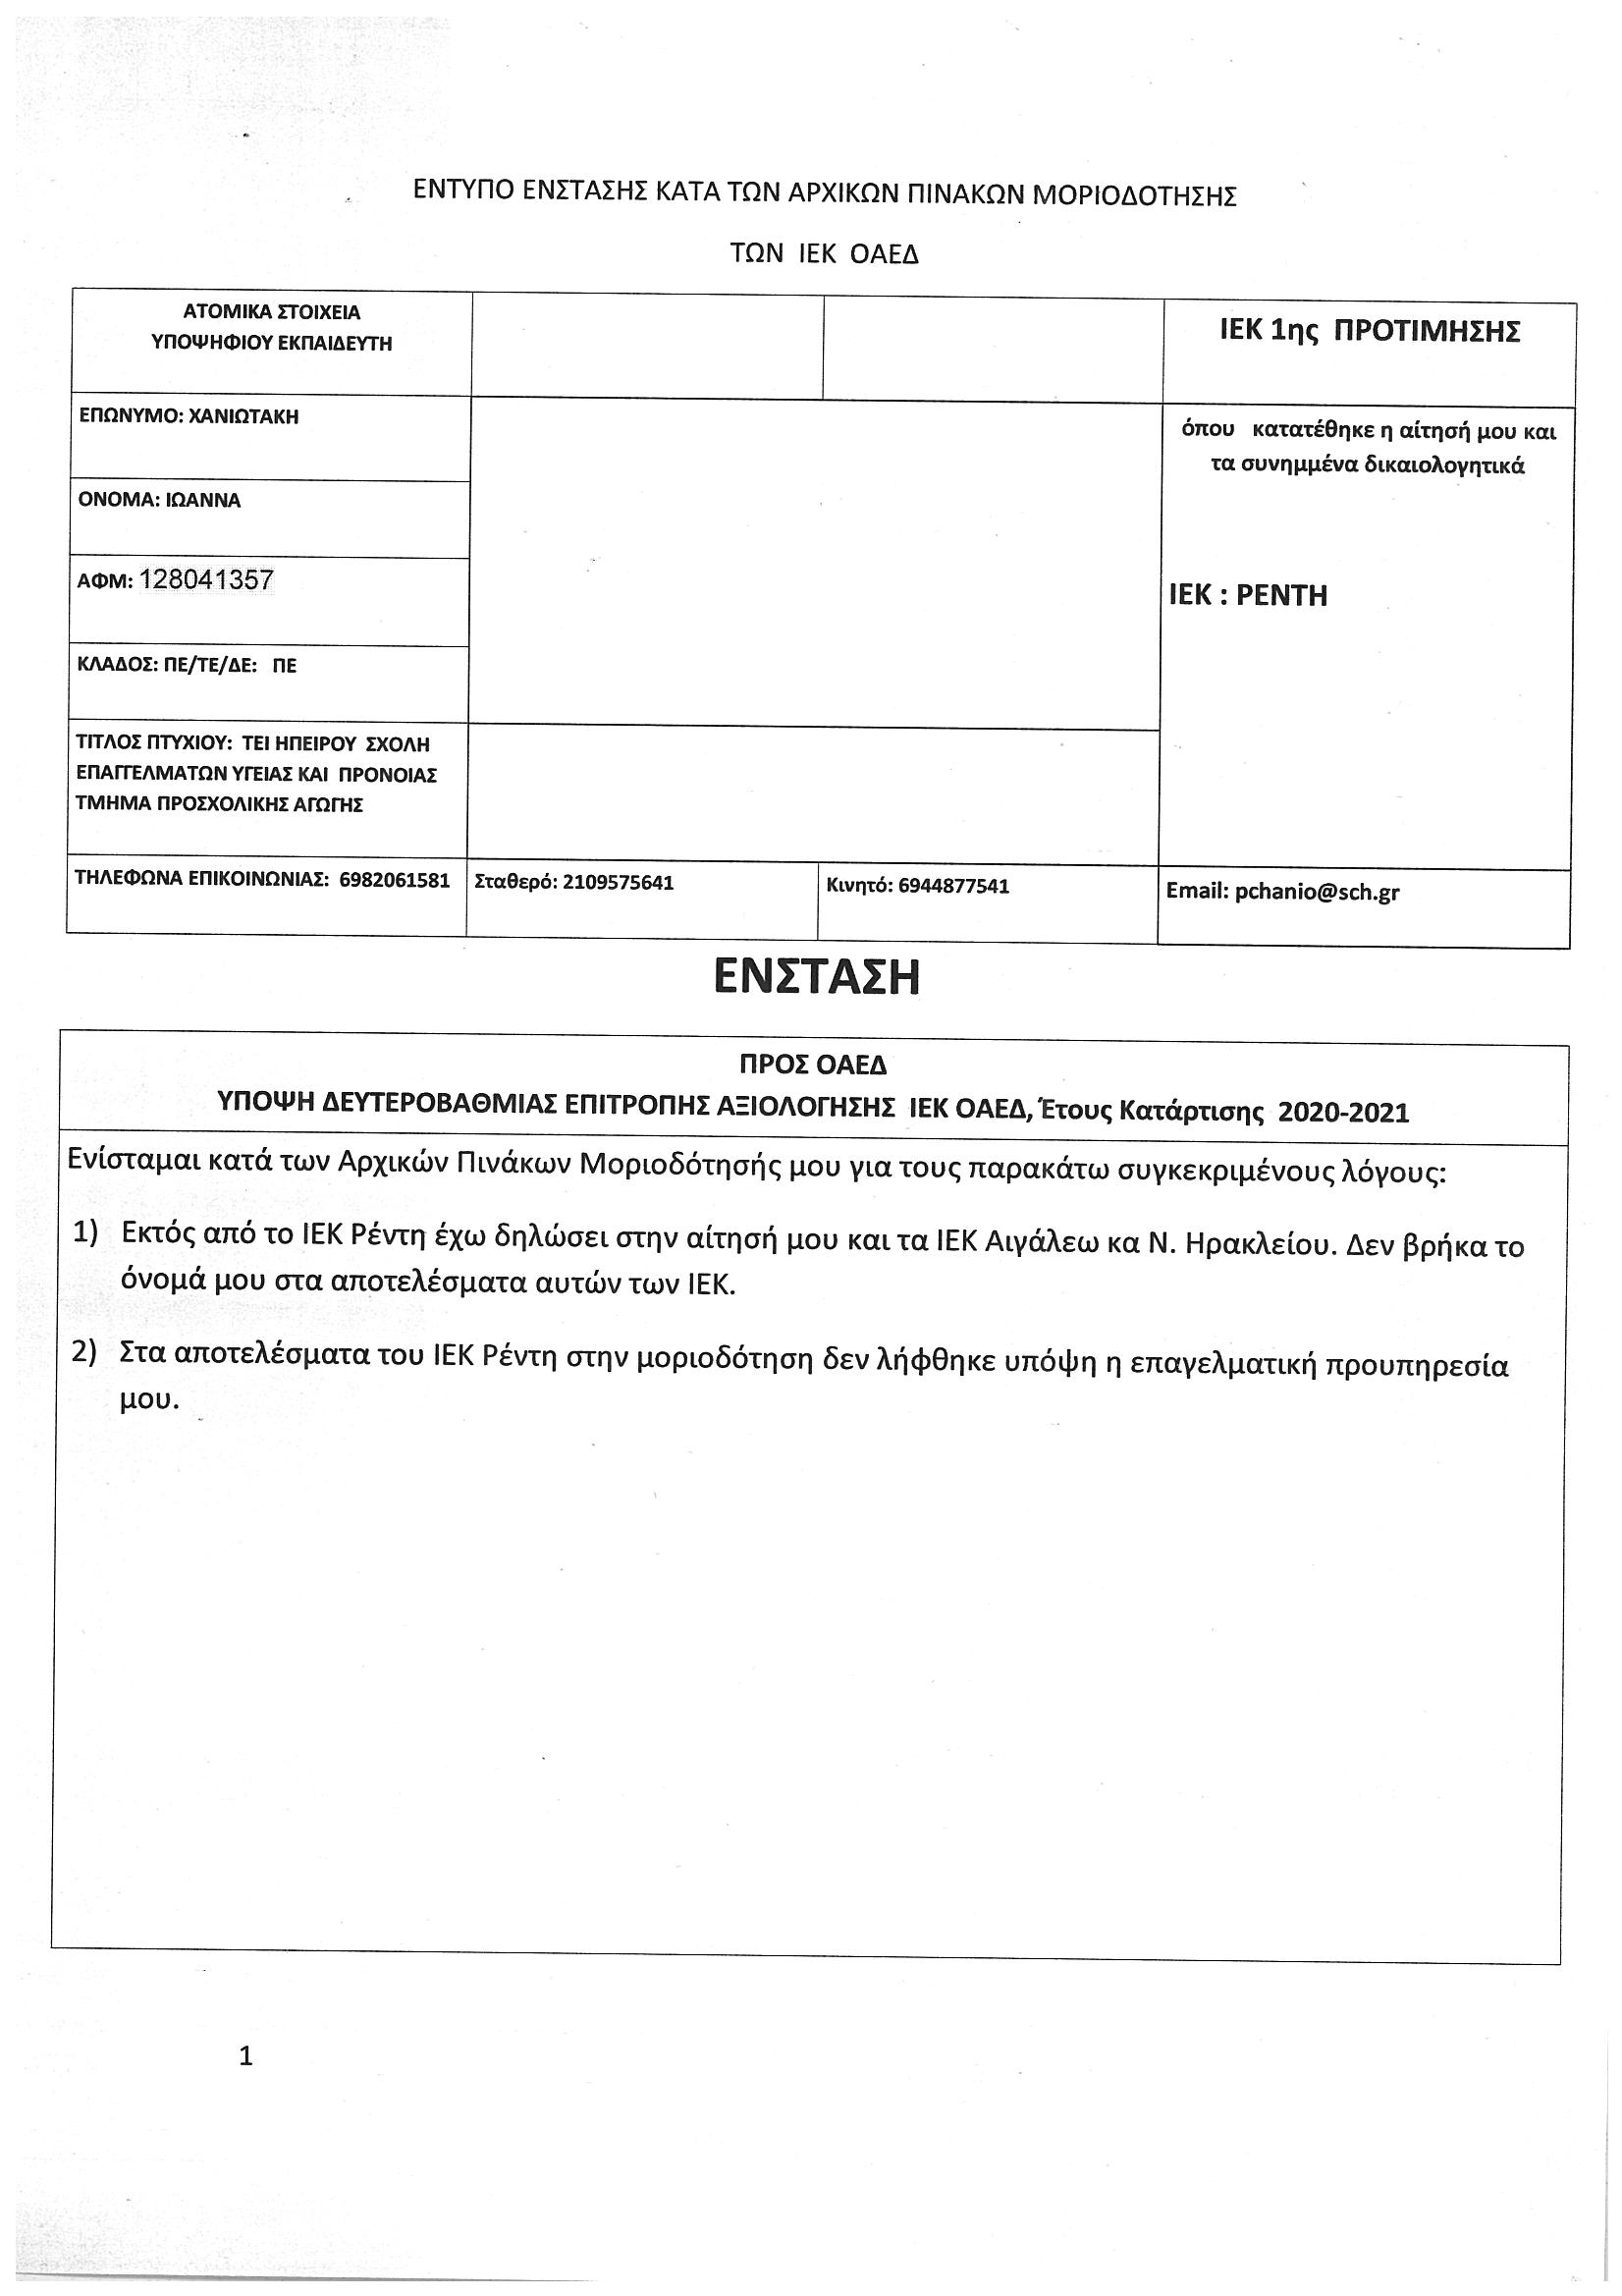 ΕΝΤΥΠΟ ΕΝΣΤΑΣΗΣ ΚΑΤΑ ΤΩΝ ΑΡΧΙΚΩΝ ΠΙΝΑΚΩΝ ΜΟΡΙΟΔΟΤΗΣΗΣ
ΤΩΝ ΙΕΚ ΟΑΕΔ
ΑΤΟΜΙΚΑ ΣΤΟΙΧΕΙΑ
ΥΠΟΨΗΦΙΟΥ ΕΚΠΑΙΔΕΥΤΗ
ΙΕΚ 1ης ΠΡΟΤΙΜΗΣΗΣ
ΕΠΩΝΥΜΟ: ΧΑΝΙΩΤΑΚΗ
όπου κατατέθηκε η αίτησή μου και
τα συνημμένα δικαιολογητικά
ΟΝΟΜΑ: ΙΩΑΝΝΑ
ΑΦΜ: 128041357
ΙΕΚ : ΡΕΝΤΗ
ΚΛΑΔΟΣ: ΠΕ/ΤΕ/ΔΕ: ΠΕ
ΤΙΤΛΟΣ ΠΤΥΧΙΟΥ: ΤΕΙ ΗΠΕΙΡΟΥ ΣΧΟΛΗ
ΕΠΑΓΓΕΛΜΑΤΩΝ ΥΓΕΙΑΣ ΚΑΙ ΠΡΟΝΟΙΑΣ
ΤΜΗΜΑ ΠΡΟΣΧΟΛΙΚΗΣ ΑΓΩΓΗΣ
ΤΗΛΕΦΩΝΑ ΕΠΙΚΟΙΝΩΝΙΑΣ: 6982061581
Σταθερό: 2109575641
Κινητό: 6944877541
Email: pchanio@sch.gr
ΕΝΣΤΑΣΗ
ΠΡΟΣ ΟΑΕΔ
ΥΠΟΨΗ ΔΕΥΤΕΡΟΒΑΘΜΙΑΣ ΕΠΙΤΡΟΠΗΣ ΑΞΙΟΛΟΓΗΣΗΣ ΙΕΚ ΟΑΕΔ, Έτους Κατάρτισης 2020-2021
Ενίσταμαι κατά των Αρχικών Πινάκων Μοριοδότησής μου για τους παρακάτω συγκεκριμένους λόγους:
1) Εκτός από το ΙΕΚ Ρέντη έχω δηλώσει στην αίτησή μου και τα ΙΕΚ Αιγάλεω κα Ν. Ηρακλείου. Δεν βρήκα το
όνομά μου στα αποτελέσματα αυτών των ΙΕΚ.
2) Στα αποτελέσματα του ΙΕΚ Ρέντη στην μοριοδότηση δεν λήφθηκε υπόψη η επαγελματική προυπηρεσία
μου.
1